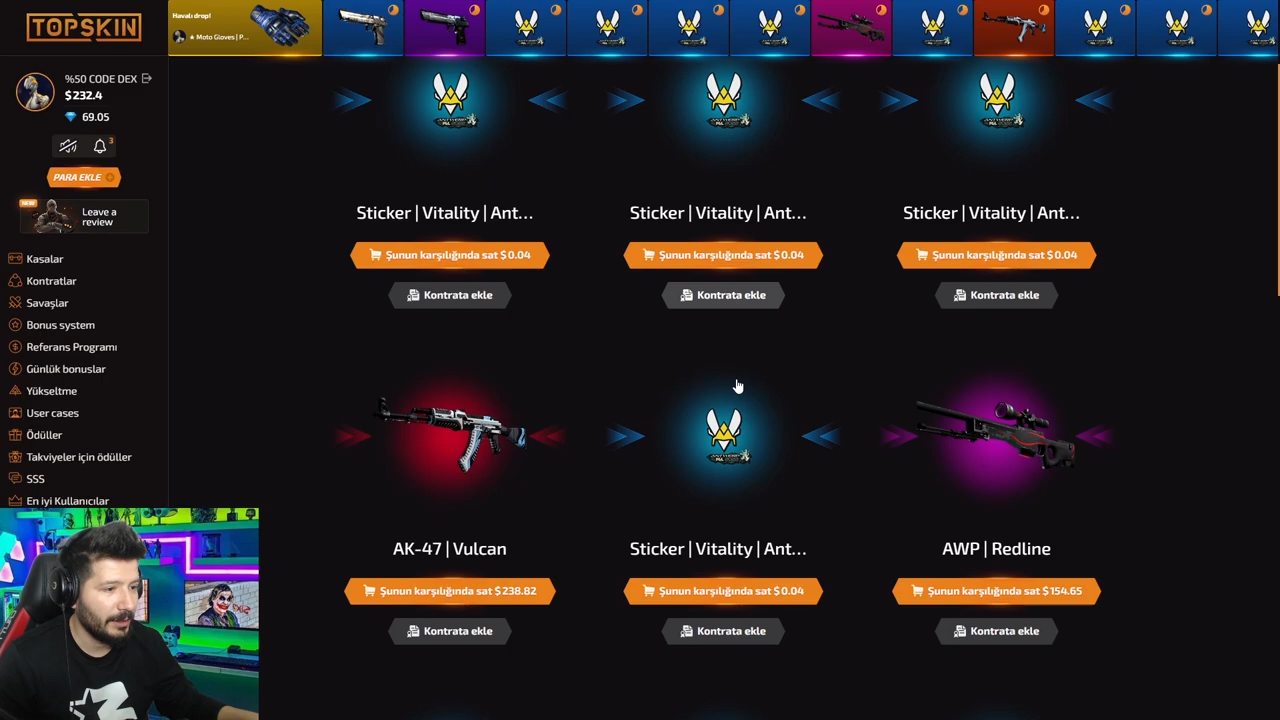 TOPSKIN
Havalı drop!
★ Moto Gloves | P...
%50 CODE DEX
$232.4
69.05
3
PARA EKLE
NEW
Leave a
review
Kasalar
Kontratlar
Savaşlar
Bonus system
Referans Programı
Günlük bonuslar
Yükseltme
User cases
Ödüller
Takviyeler için ödüller
SSS
En iyi Kullanıcılar
Sticker | Vitality | Ant...
Şunun karşılığında sat $0.04
Kontrata ekle
Sticker | Vitality | Ant...
Şunun karşılığında sat $0.04
Kontrata ekle
Sticker | Vitality | Ant...
Şunun karşılığında sat $0.04
Kontrata ekle
AK-47 | Vulcan
Şunun karşılığında sat $238.82
Kontrata ekle
Sticker | Vitality | Ant...
Şunun karşılığında sat $0.04
Kontrata ekle
AWP | Redline
Şunun karşılığında sat $154.65
Kontrata ekle